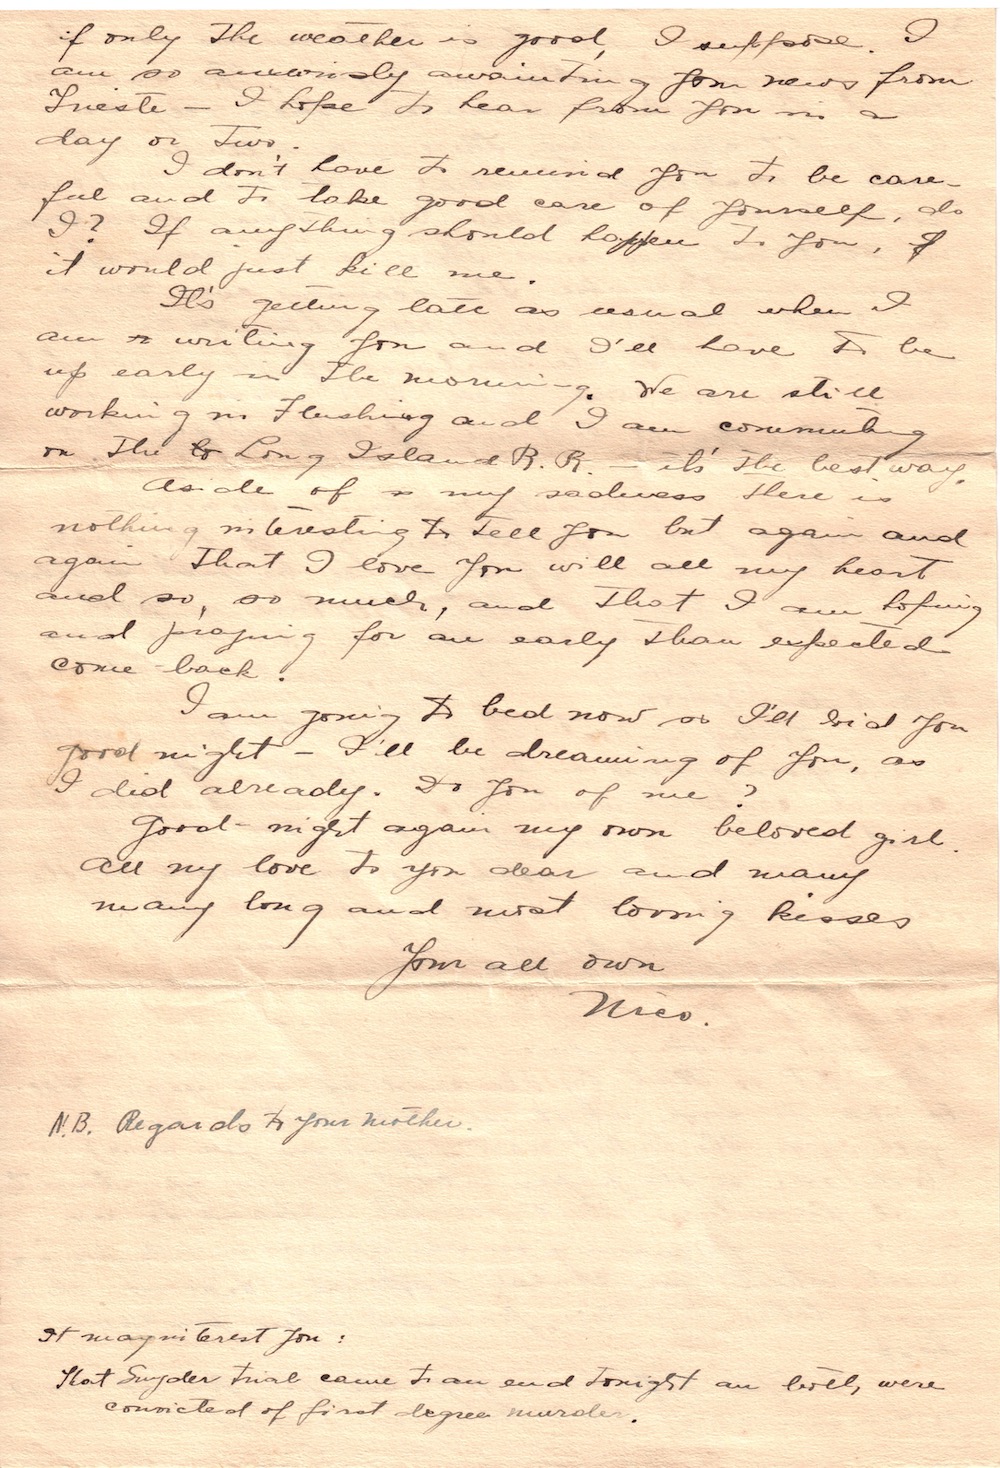 if only the weather is good, I suppose. I
am so anxiously awainting your news from
Trieste – I hope to hear from you in a
day or two.
I don't have to remind you to be care-
ful and to take good care of yourself, do
I? If anything should happen to you,
it would just kill me.
It's getting late as usual when I
am writing you and I'll have to be
up early in the morning. We are still
working in Flushing and I am commuting
on the Long Island R.R. – it's the best way.
Aside of my sadness there is
nothing interesting to tell you but again and
again that I love you will all my heart
and so, so much, and that I am hoping
and praying for an early than expected
come back.
I am going to bed now so I'll bid you
good night – I'll be dreaming of you, as
I did already. Do you of me?
Good-night again my own beloved girl.
All my love to you dear and many
many long and most loving kisses
Your all own
Nico.
N.B. Regards to your mother.
It may interest you:
That Snyder trial came to an end tonight an both were
convicted of first degree murder.